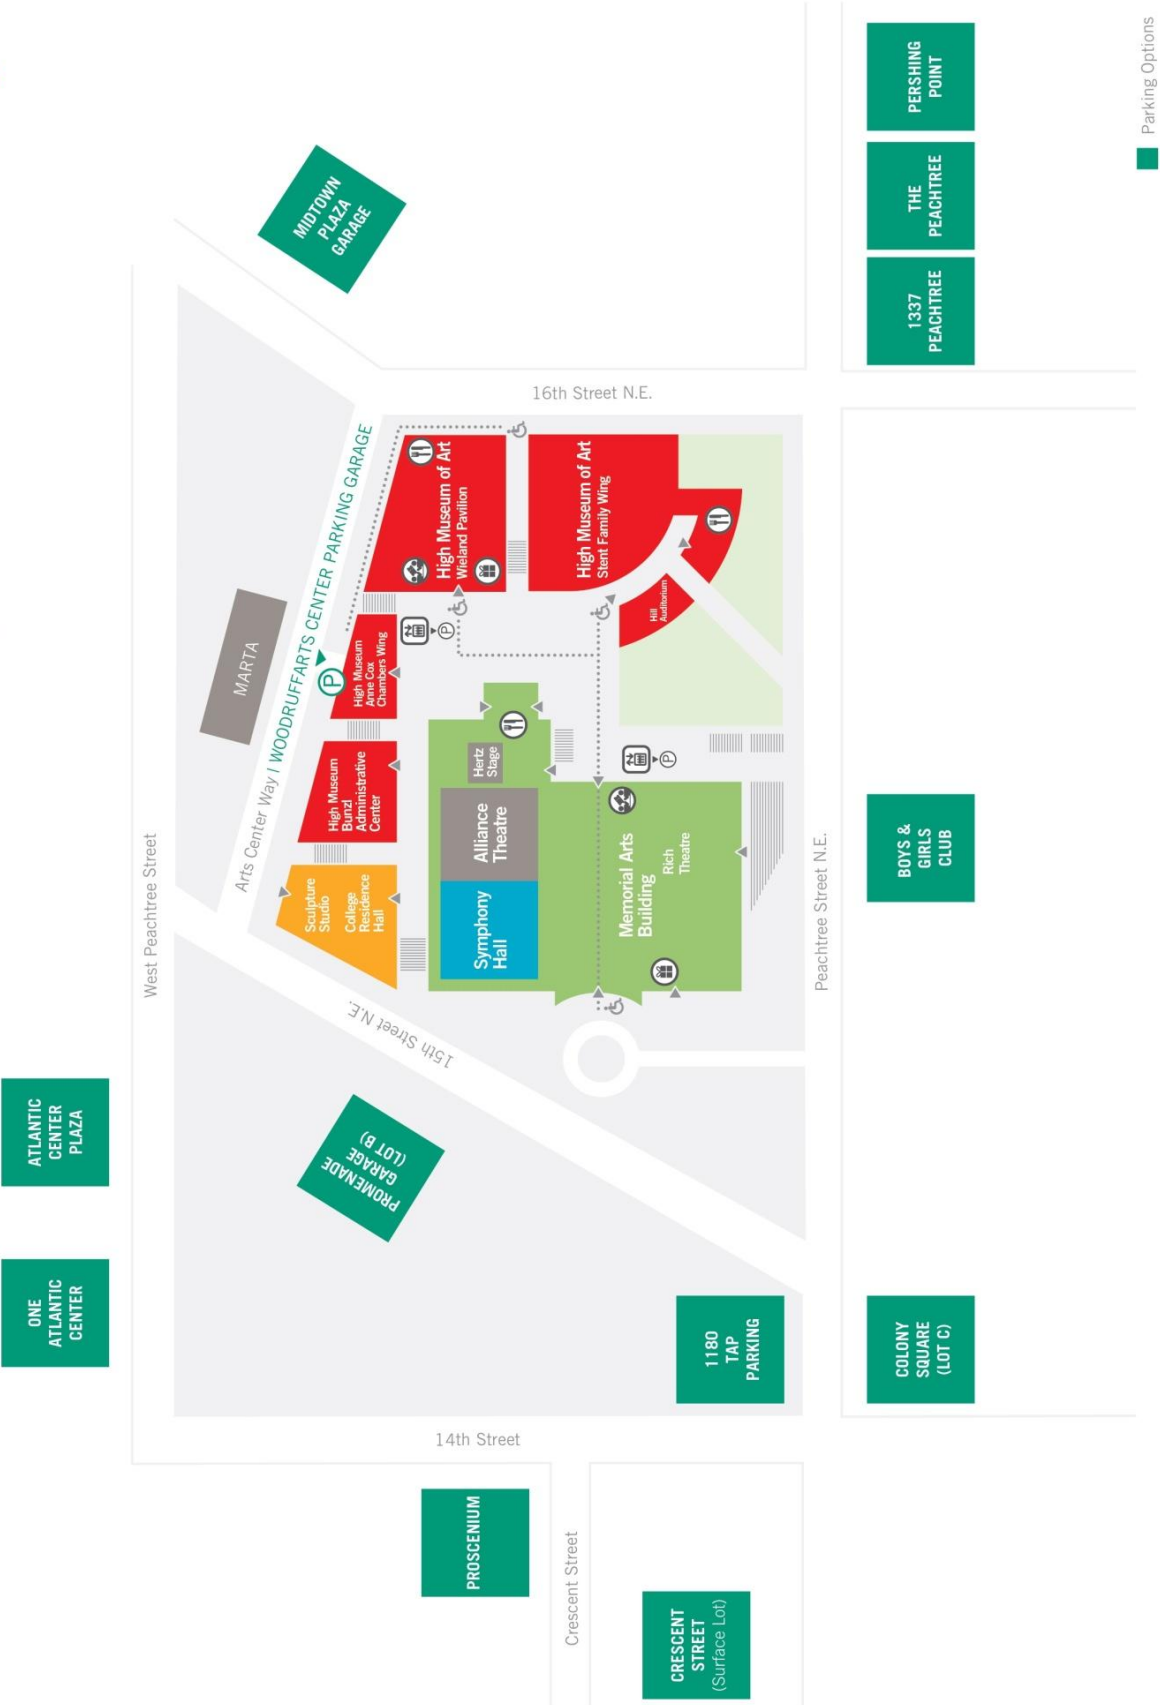 Parking Options
PERSHING
POINT
THE
PEACHTREE
1337
PEACHTREE
MIDTOWN
PLAZA
GARAGE
16th Street N.E.
Arts Center Way | WOODRUFFARTS CENTER PARKING GARAGE
P
MARTA
High Museum of Art
Wieland Pavilion
High Museum of Art
Stent Family Wing
Hill
Auditorium
High Museum
Anne Cox
Chambers Wing
P
High Museum
Bunzl
Administrative
Center
Hertz
Stage
Alliance
Theatre
Symphony
Hall
Memorial Arts
Building
Rich
Theatre
P
Sculpture
Studio
College
Residence
Hall
West Peachtree Street
Peachtree Street N.E.
15th Street N.E.
BOYS &
GIRLS
CLUB
ATLANTIC
CENTER
PLAZA
ONE
ATLANTIC
CENTER
PROMENADE
GARAGE
(LOT B)
1180
TAP
PARKING
COLONY
SQUARE
(LOT C)
14th Street
PROSCENIUM
Crescent Street
CRESCENT
STREET
(Surface Lot)